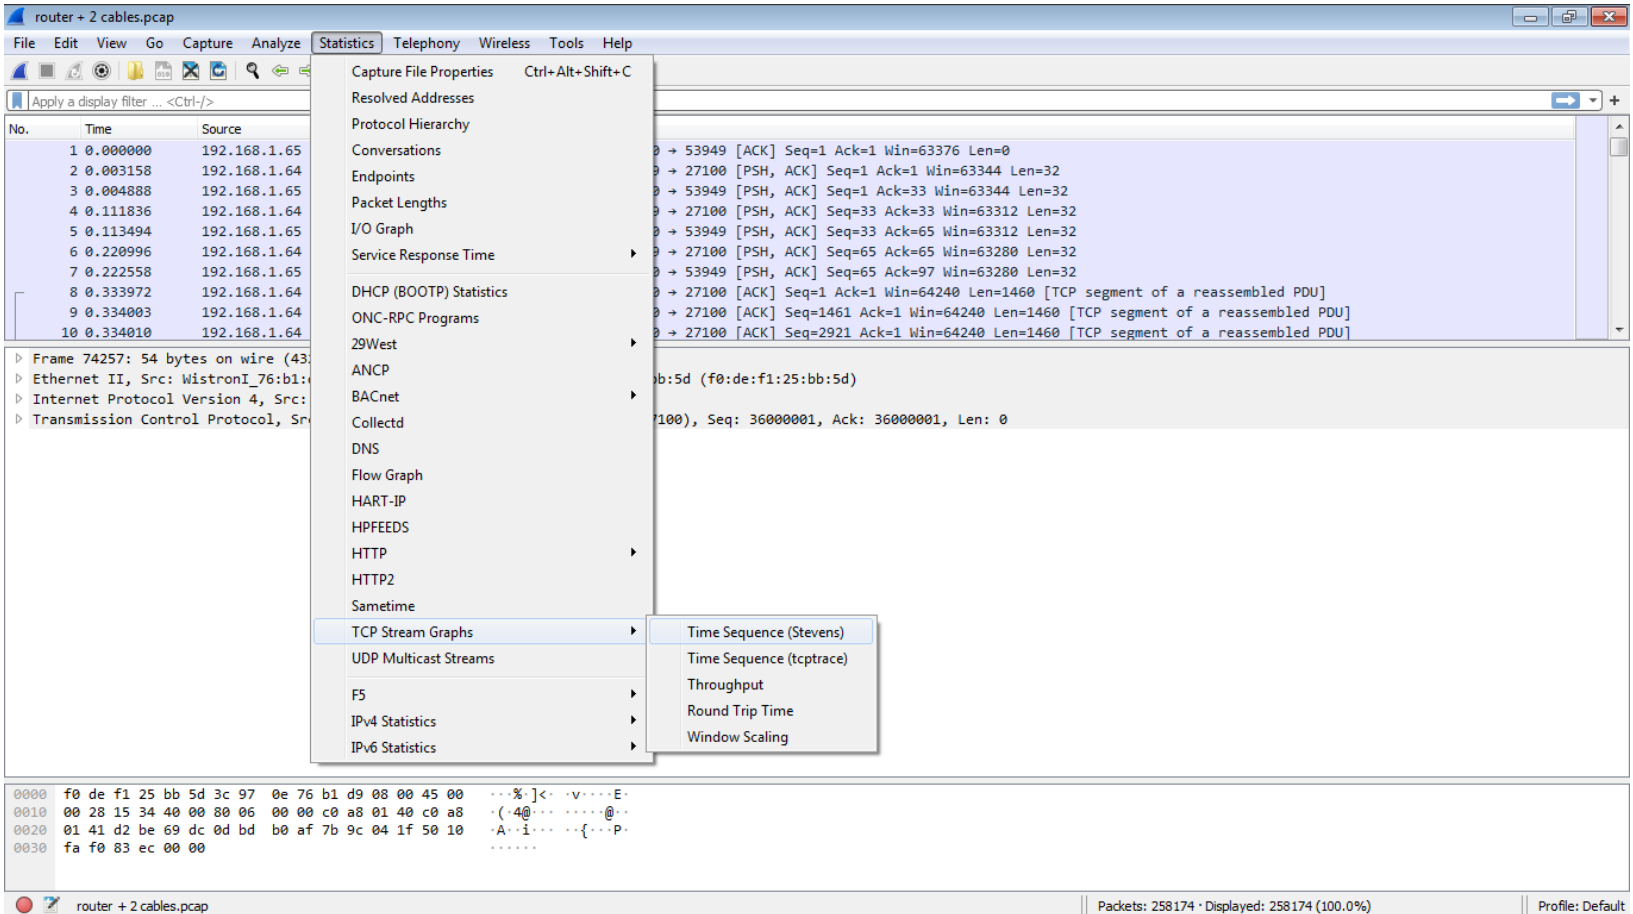 router + 2 cables.pcap
File Edit View Go Capture Analyze Statistics Telephony Wireless Tools Help
Apply a display filter ... <Ctrl-/>
No. Time Source
1 0.000000 192.168.1.65 → 53949 [ACK] Seq=1 Ack=1 Win=63376 Len=0
2 0.003158 192.168.1.64 → 27100 [PSH, ACK] Seq=1 Ack=1 Win=63344 Len=32
3 0.004888 192.168.1.65 → 53949 [PSH, ACK] Seq=1 Ack=33 Win=63344 Len=32
4 0.111836 192.168.1.64 → 27100 [PSH, ACK] Seq=33 Ack=33 Win=63312 Len=32
5 0.113494 192.168.1.65 → 53949 [PSH, ACK] Seq=33 Ack=65 Win=63312 Len=32
6 0.220996 192.168.1.64 → 27100 [PSH, ACK] Seq=65 Ack=65 Win=63280 Len=32
7 0.222558 192.168.1.65 → 53949 [PSH, ACK] Seq=65 Ack=97 Win=63280 Len=32
8 0.333972 192.168.1.64 → 27100 [ACK] Seq=1 Ack=1 Win=64240 Len=1460 [TCP segment of a reassembled PDU]
9 0.334003 192.168.1.64 → 27100 [ACK] Seq=1461 Ack=1 Win=64240 Len=1460 [TCP segment of a reassembled PDU]
10 0.334010 192.168.1.64 → 27100 [ACK] Seq=2921 Ack=1 Win=64240 Len=1460 [TCP segment of a reassembled PDU]
Capture File Properties Ctrl+Alt+Shift+C
Resolved Addresses
Protocol Hierarchy
Conversations
Endpoints
Packet Lengths
I/O Graph
Service Response Time
DHCP (BOOTP) Statistics
ONC-RPC Programs
29West
ANCP
BACnet
Collectd
DNS
Flow Graph
HART-IP
HPFEEDS
HTTP
HTTP2
Sametime
TCP Stream Graphs
UDP Multicast Streams
F5
IPv4 Statistics
IPv6 Statistics
Time Sequence (Stevens)
Time Sequence (tcptrace)
Throughput
Round Trip Time
Window Scaling
Frame 74257: 54 bytes on wire (43
Ethernet II, Src: WistronI_76:b1: bb:5d (f0:de:f1:25:bb:5d)
Internet Protocol Version 4, Src:
Transmission Control Protocol, Sr 7100), Seq: 36000001, Ack: 36000001, Len: 0
0000 f0 de f1 25 bb 5d 3c 97 0e 76 b1 d9 08 00 45 00 ···%·]<· ·v····E·
0010 00 28 15 34 40 00 80 06 00 00 c0 a8 01 40 c0 a8 ·(·4@··· ·····@··
0020 01 41 d2 be 69 dc 0d bd b0 af 7b 9c 04 1f 50 10 ·A··i··· ··{···P·
0030 fa f0 83 ec 00 00 ······
router + 2 cables.pcap Packets: 258174 · Displayed: 258174 (100.0%) Profile: Default